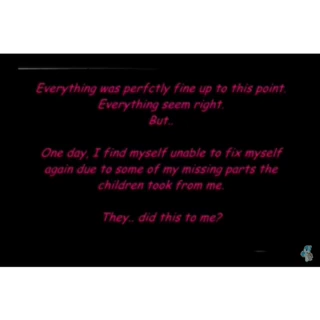 Everything was perfctly fine up to this point.
Everything seem right.
But..
One day, I find myself unable to fix myself
again due to some of my missing parts the
children took from me.
They.. did this to me?